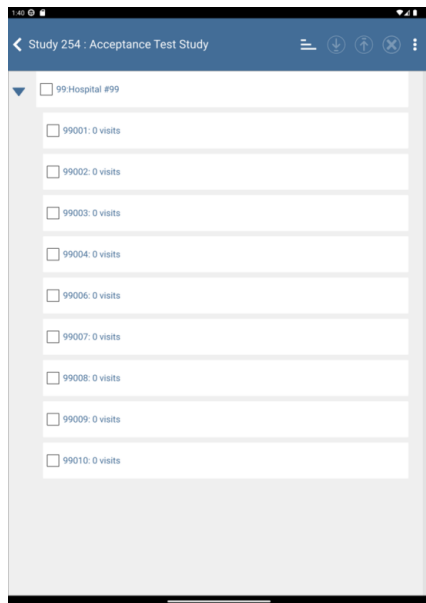 1:40
Study 254 : Acceptance Test Study
99:Hospital #99
99001: 0 visits
99002: 0 visits
99003: 0 visits
99004: 0 visits
99006: 0 visits
99007: 0 visits
99008: 0 visits
99009: 0 visits
99010: 0 visits